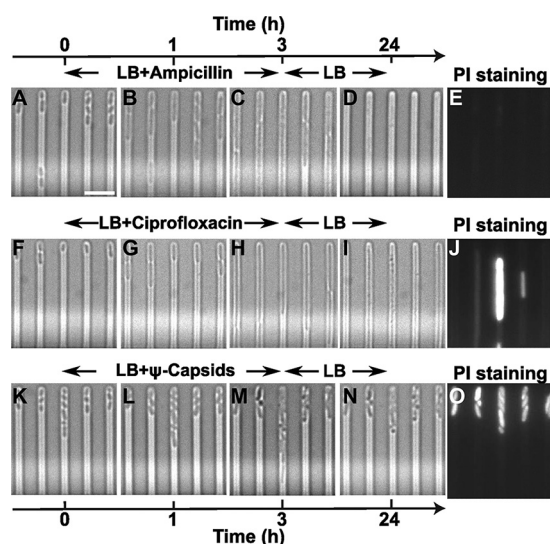 Time (h)
0 1 3 24
LB+Ampicillin LB PI staining
A B C D E
LB+Ciprofloxacin LB PI staining
F G H I J
LB+ψ-Capsids LB PI staining
K L M N O
0 1 3 24
Time (h)